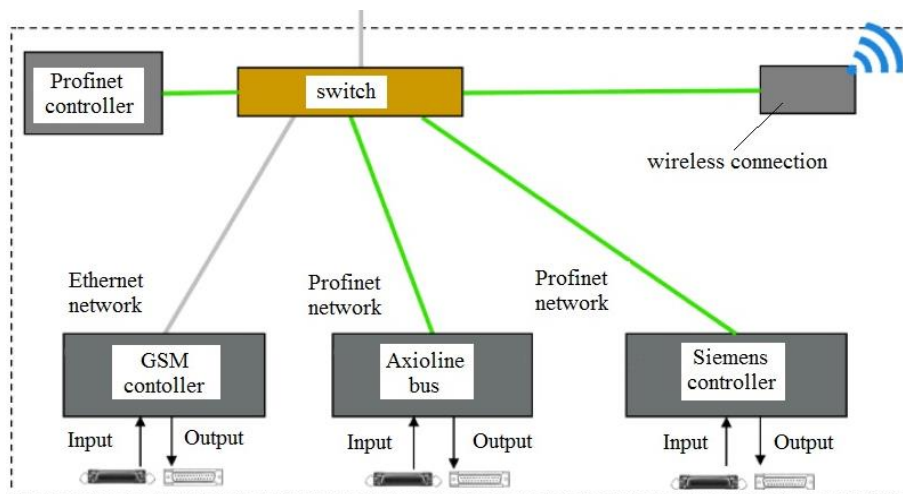 Profinet
controller
switch
wireless connection
Ethernet
network
Profinet
network
Profinet
network
GSM
contoller
Axioline
bus
Siemens
controller
Input
Output
Input
Output
Input
Output